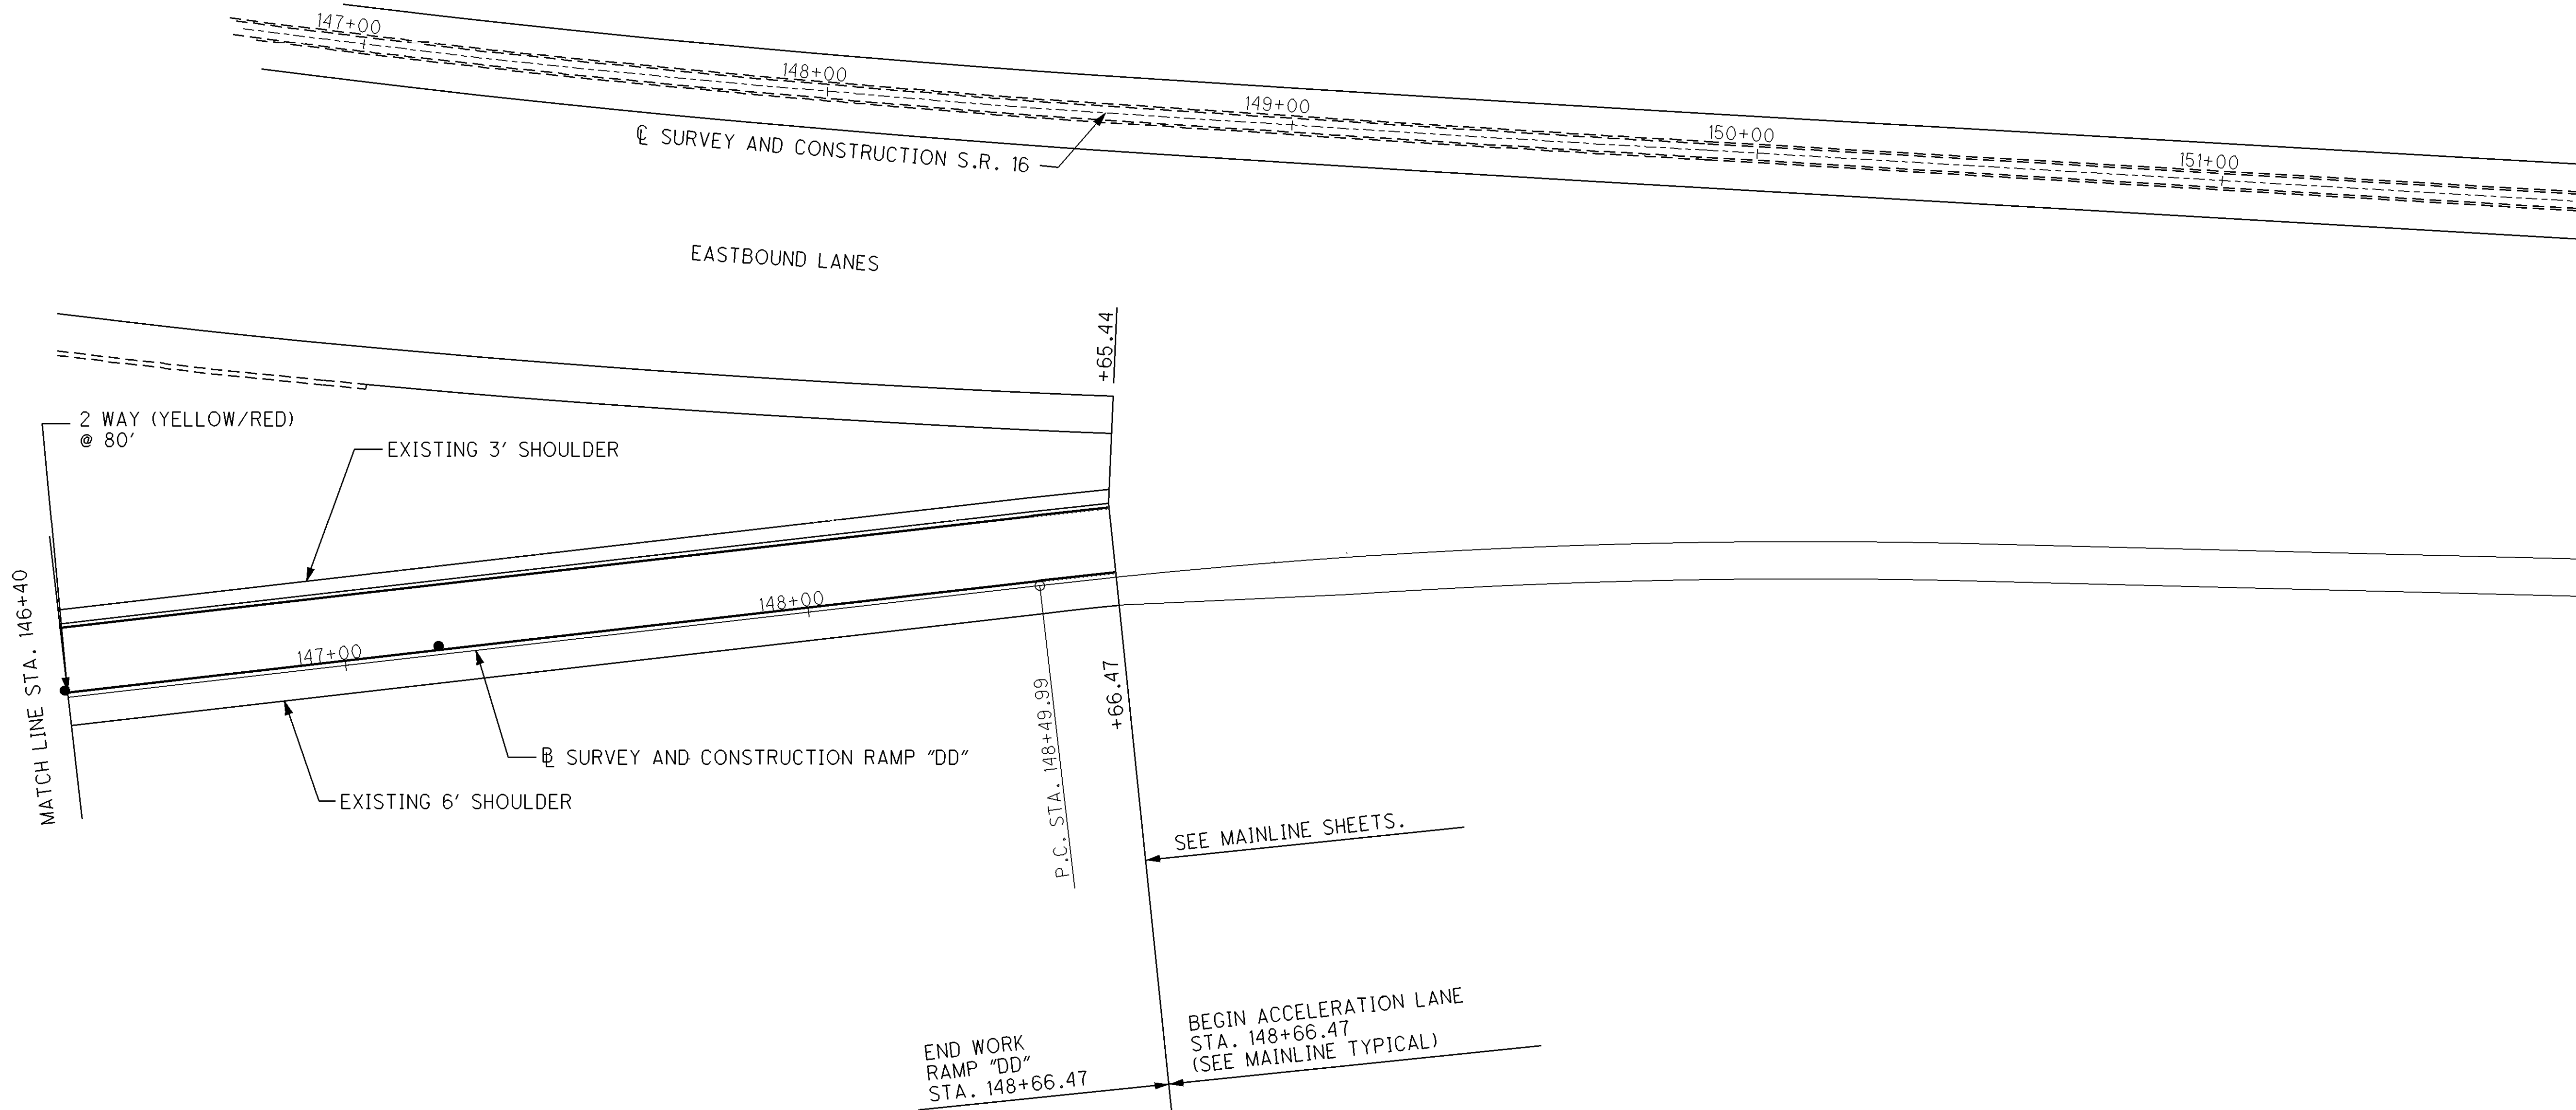 147+00
148+00
149+00
150+00
151+00
℄ SURVEY AND CONSTRUCTION S.R. 16
EASTBOUND LANES
+65.44
2 WAY (YELLOW/RED)
@ 80'
EXISTING 3' SHOULDER
MATCH LINE STA. 146+40
147+00
148+00
BL SURVEY AND CONSTRUCTION RAMP "DD"
EXISTING 6' SHOULDER
P.C. STA. 148+49.99
+66.47
SEE MAINLINE SHEETS.
END WORK
RAMP "DD"
STA. 148+66.47
BEGIN ACCELERATION LANE
STA. 148+66.47
(SEE MAINLINE TYPICAL)